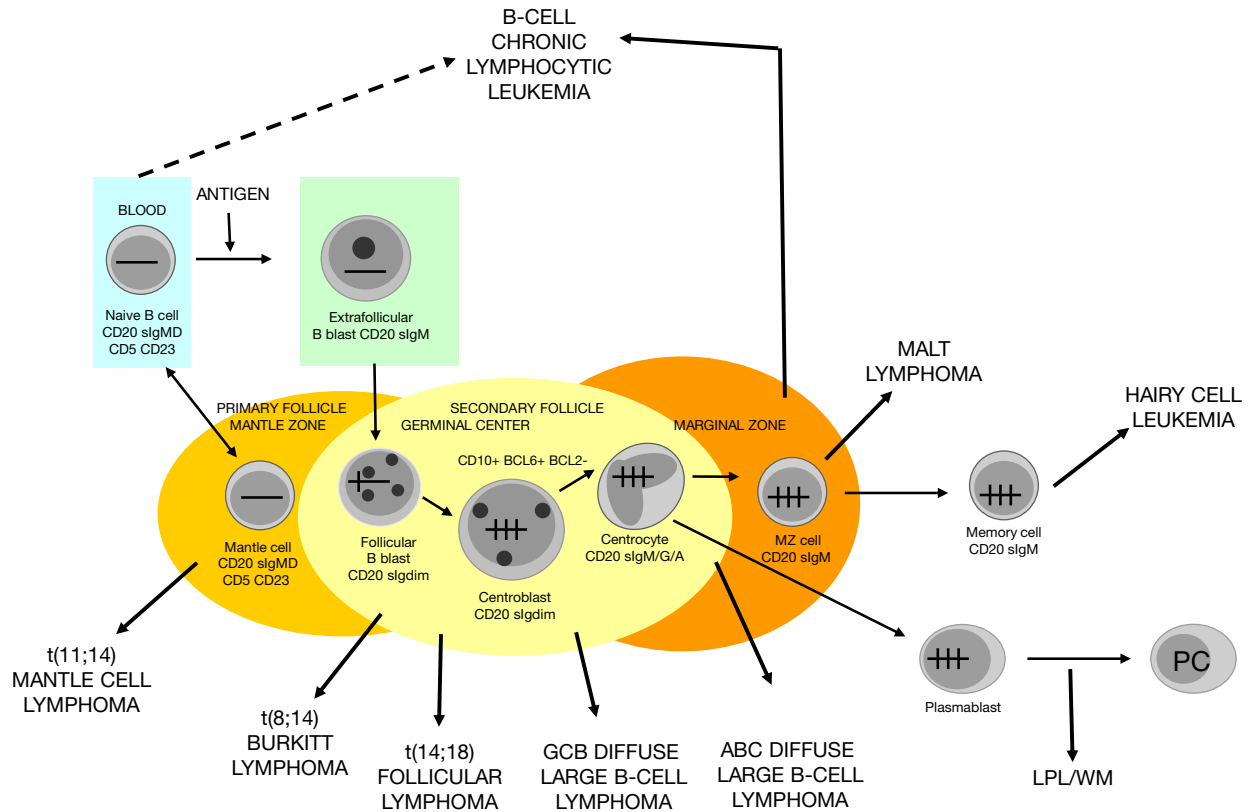 B-CELL
CHRONIC
LYMPHOCYTIC
LEUKEMIA
ANTIGEN
BLOOD
Naive B cell
CD20 sIgMD
CD5 CD23
Extrafollicular
B blast CD20 sIgM
MALT
LYMPHOMA
HAIRY CELL
LEUKEMIA
PRIMARY FOLLICLE
MANTLE ZONE
SECONDARY FOLLICLE
GERMINAL CENTER
MARGINAL ZONE
CD10+ BCL6+ BCL2-
Mantle cell
CD20 sIgMD
CD5 CD23
Follicular
B blast
CD20 sIgdim
Centroblast
CD20 sIgdim
Centrocyte
CD20 sIgM/G/A
MZ cell
CD20 sIgM
Memory cell
CD20 sIgM
Plasmablast
PC
t(11;14)
MANTLE CELL
LYMPHOMA
t(8;14)
BURKITT
LYMPHOMA
t(14;18)
FOLLICULAR
LYMPHOMA
GCB DIFFUSE
LARGE B-CELL
LYMPHOMA
ABC DIFFUSE
LARGE B-CELL
LYMPHOMA
LPL/WM